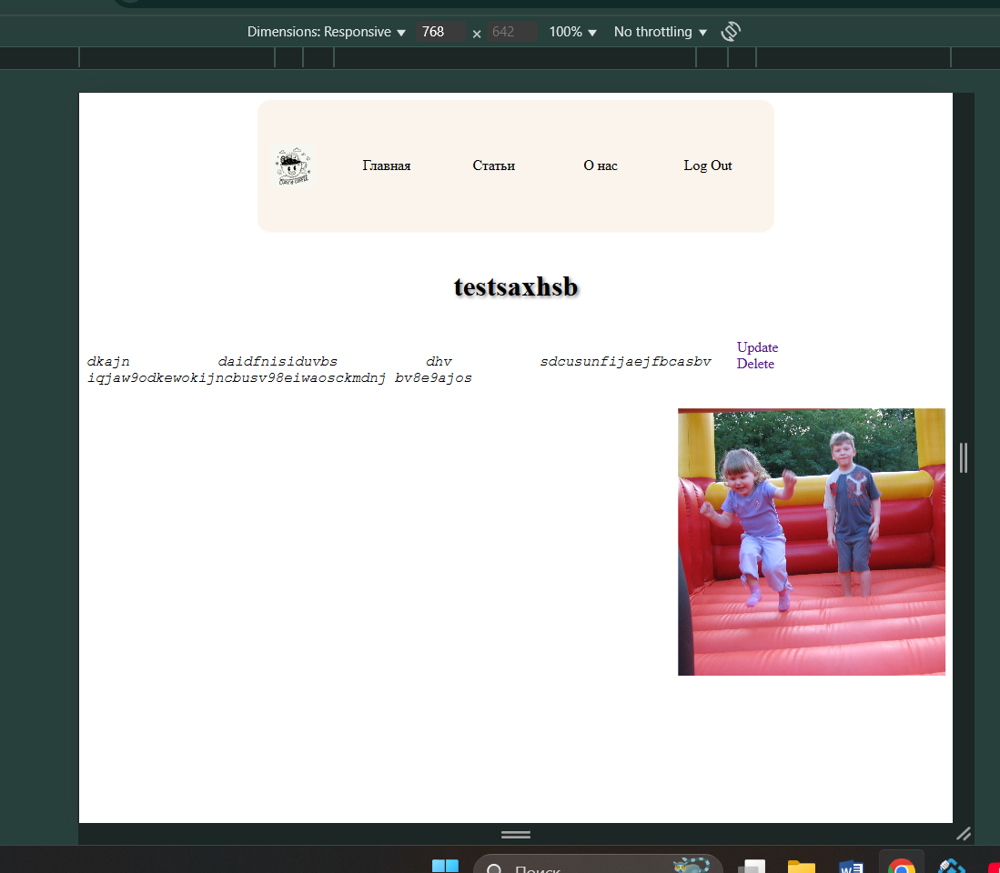 Dimensions: Responsive 768 × 642 100% No throttling
Главная Статьи О нас Log Out
testsaxhsb
dkajn daidfnisiduvbs dhv sdcusunfijaejfbcasbv
iqjaw9odkewokijncbusv98eiwaosckmdnj bv8e9ajos
Update
Delete
Поиск